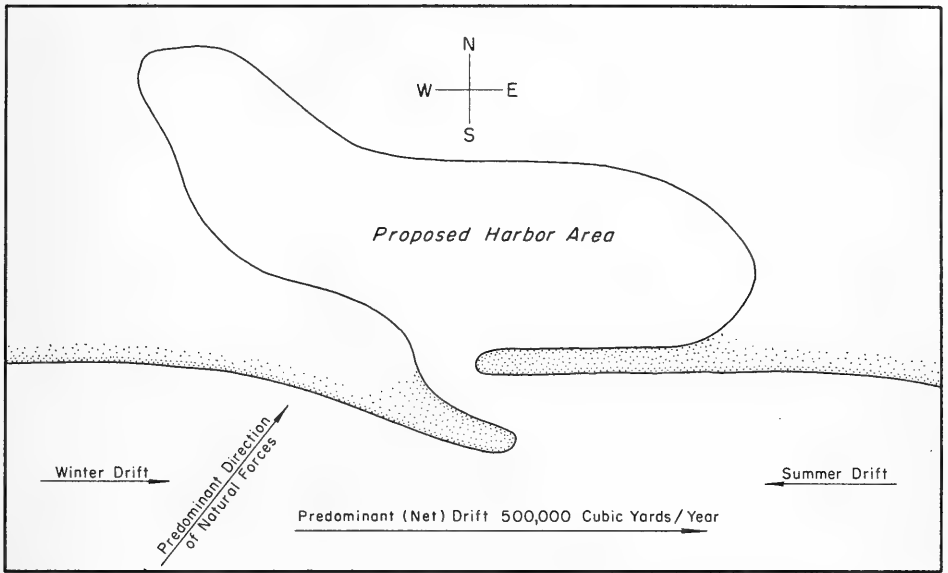 N
W E
S
Proposed Harbor Area
Winter Drift
Predominant Direction
of Natural Forces
Summer Drift
Predominant (Net) Drift 500,000 Cubic Yards/Year